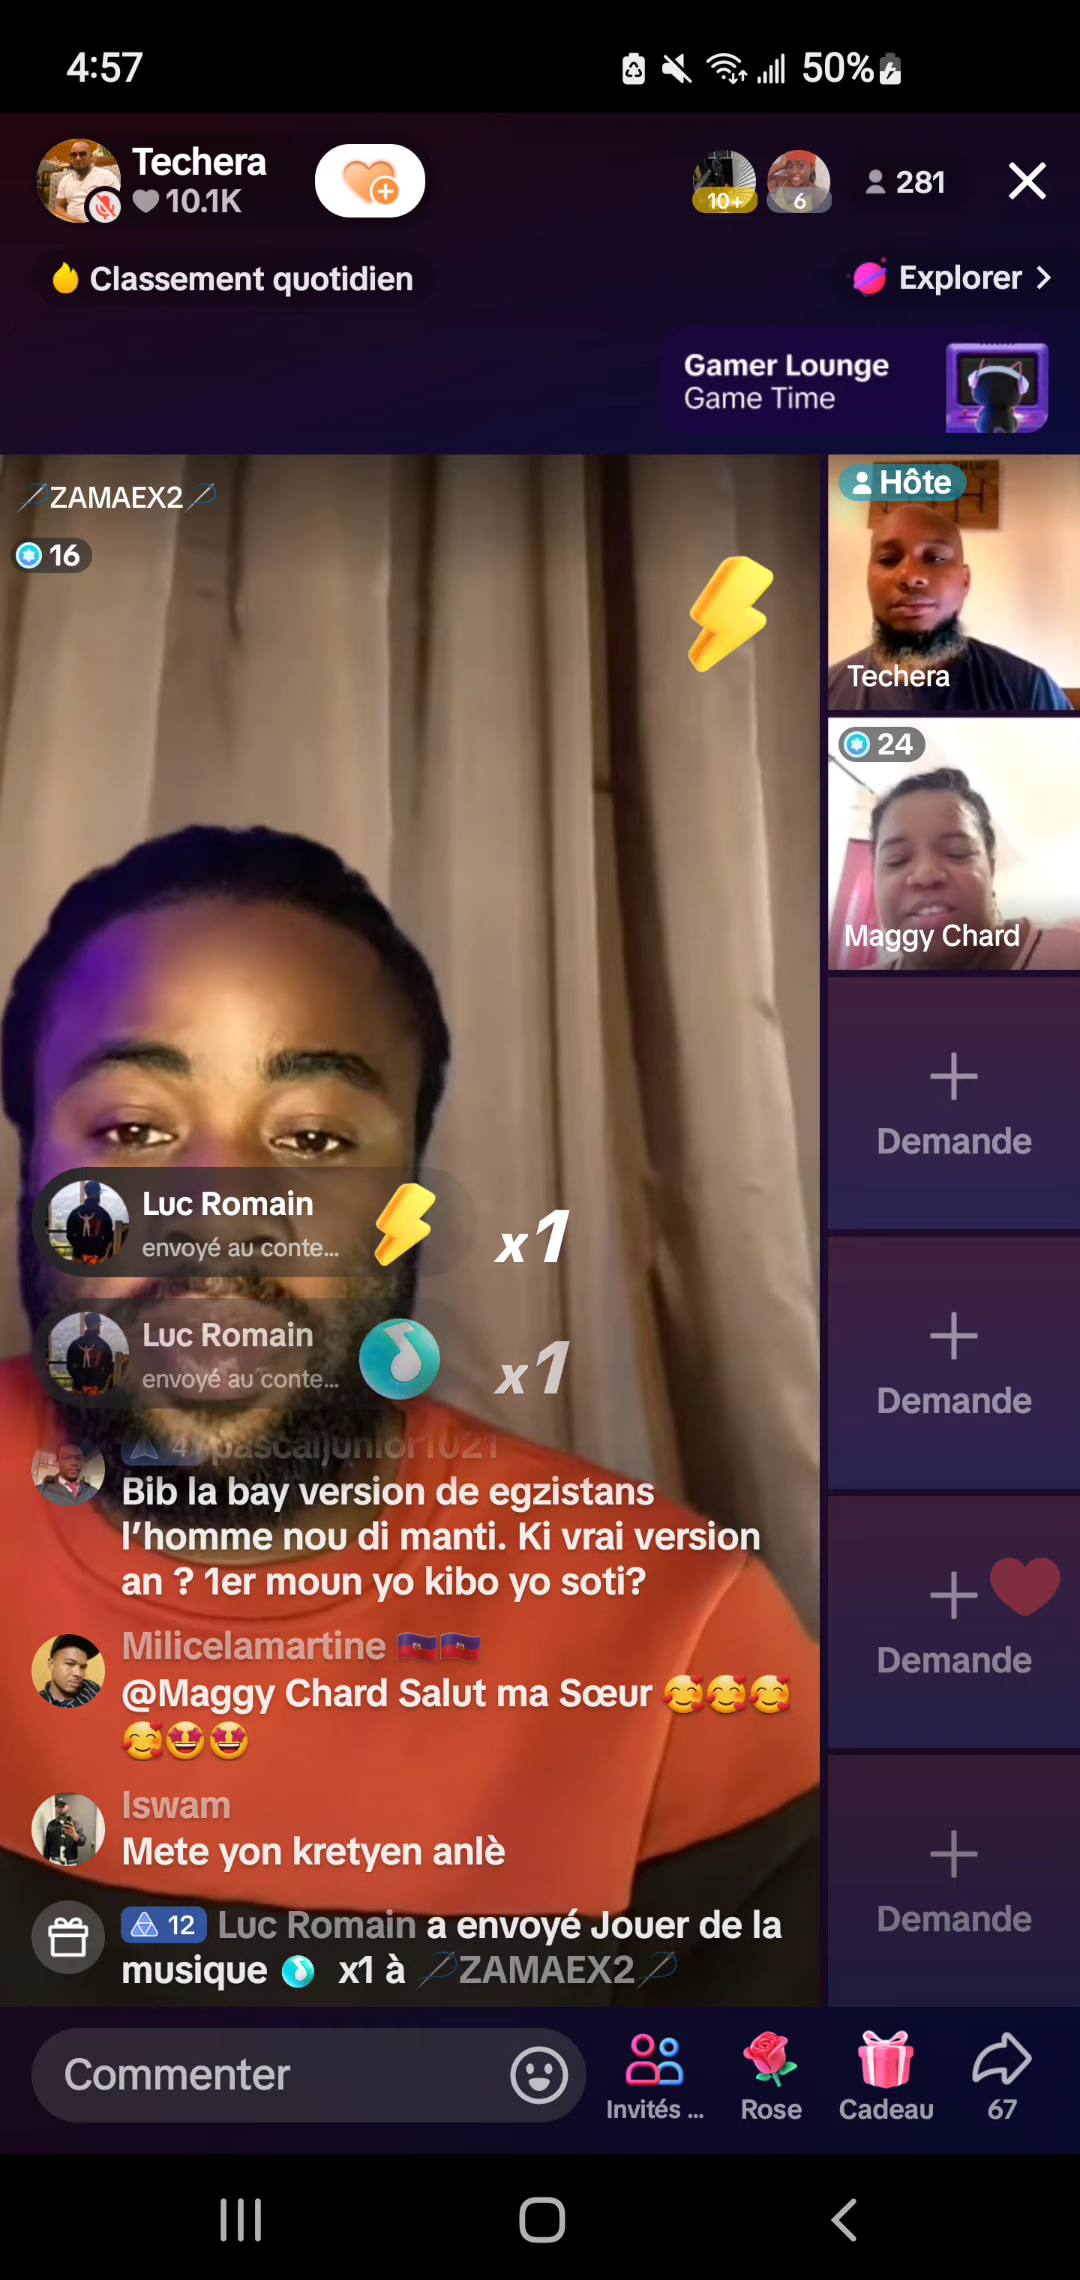 4:57
50%
Techera
10.1K
10+
6
281
Classement quotidien
Explorer
Gamer Lounge
Game Time
ZAMAEX2
16
Hôte
Techera
24
Maggy Chard
Demande
Demande
Demande
Demande
Luc Romain
envoyé au conte...
x1
Luc Romain
envoyé au conte...
x1
pascaljunior1021
Bib la bay version de egzistans
l'homme nou di manti. Ki vrai version
an ? 1er moun yo kibo yo soti?
Milicelamartine 🇭🇹🇭🇹
@Maggy Chard Salut ma Sœur 🥰🥰🥰
🥰🤩🤩
Iswam
Mete yon kretyen anlè
12 Luc Romain a envoyé Jouer de la
musique x1 à 🪡ZAMAEX2🪡
Commenter
Invités ...
Rose
Cadeau
67